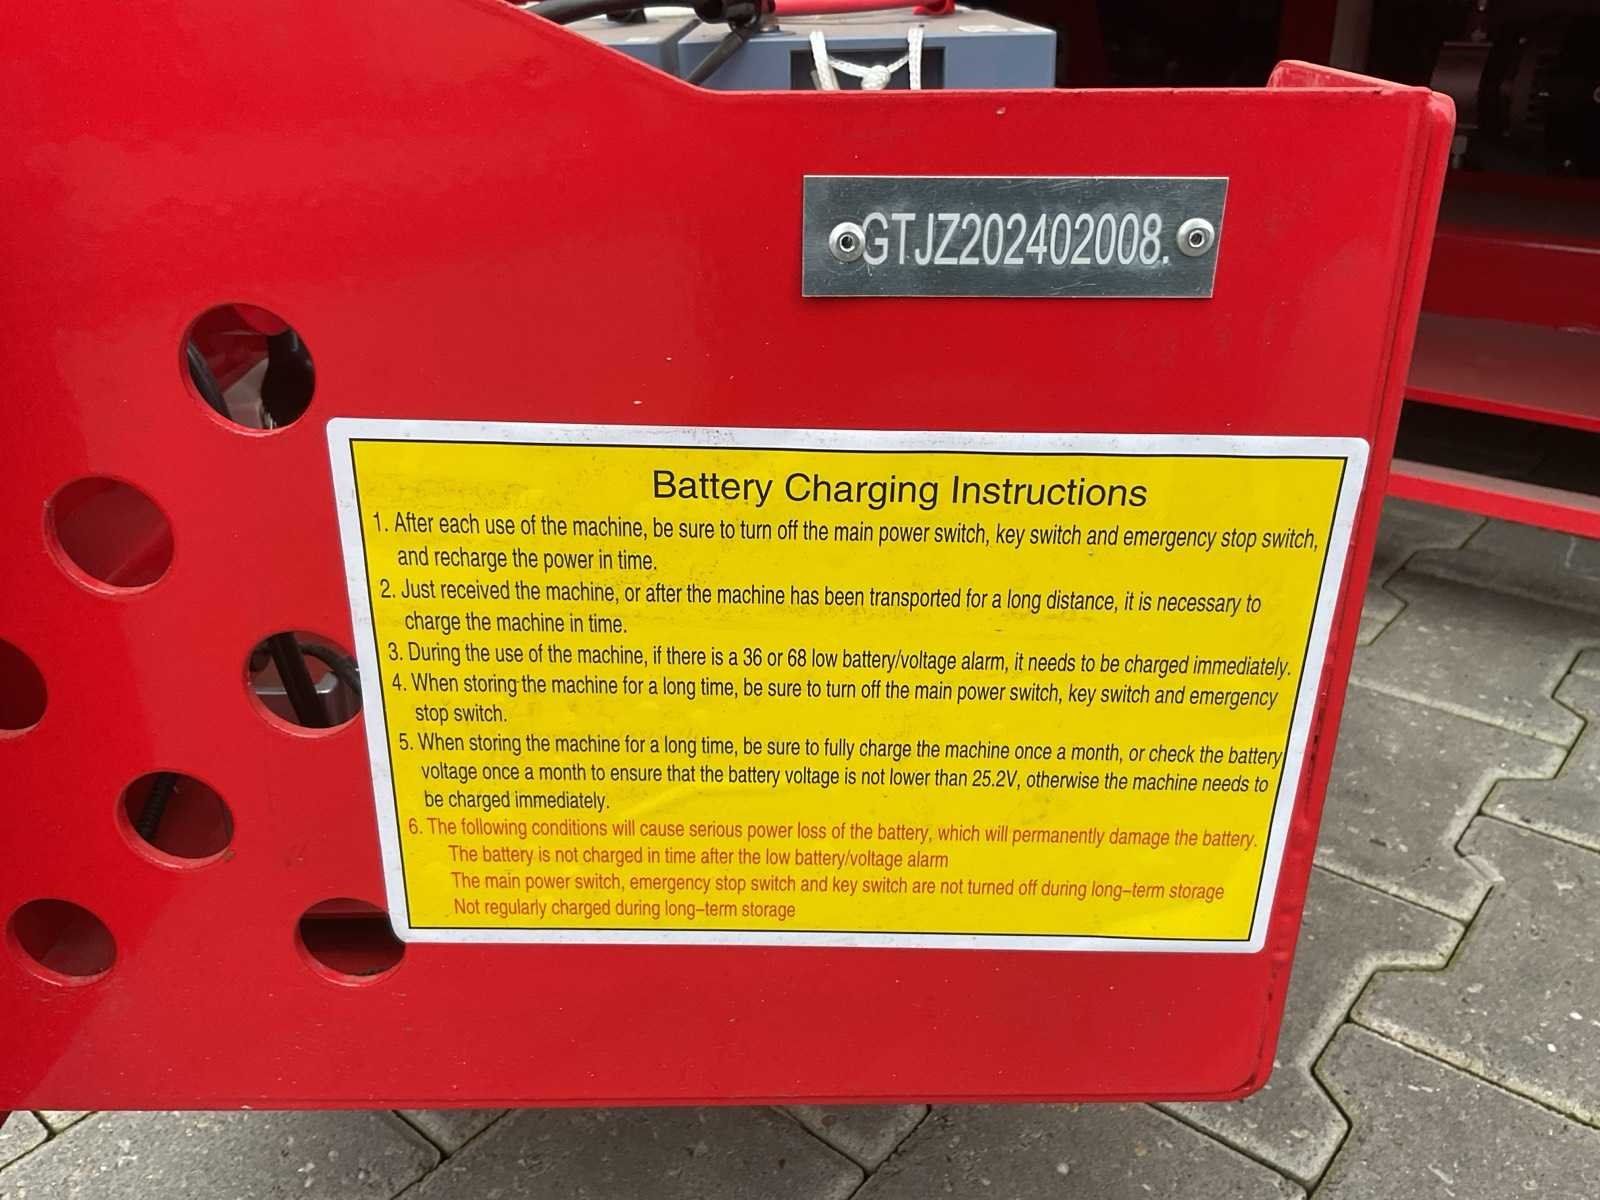 GTJZ202402008.
Battery Charging Instructions
1. After each use of the machine, be sure to turn off the main power switch, key switch and emergency stop switch,
and recharge the power in time.
2. Just received the machine, or after the machine has been transported for a long distance, it is necessary to
charge the machine in time.
3. During the use of the machine, if there is a 36 or 68 low battery/voltage alarm, it needs to be charged immediately.
4. When storing the machine for a long time, be sure to turn off the main power switch, key switch and emergency
stop switch.
5. When storing the machine for a long time, be sure to fully charge the machine once a month, or check the battery
voltage once a month to ensure that the battery voltage is not lower than 25.2V, otherwise the machine needs to
be charged immediately.
6. The following conditions will cause serious power loss of the battery, which will permanently damage the battery.
The battery is not charged in time after the low battery/voltage alarm
The main power switch, emergency stop switch and key switch are not turned off during long–term storage
Not regularly charged during long–term storage